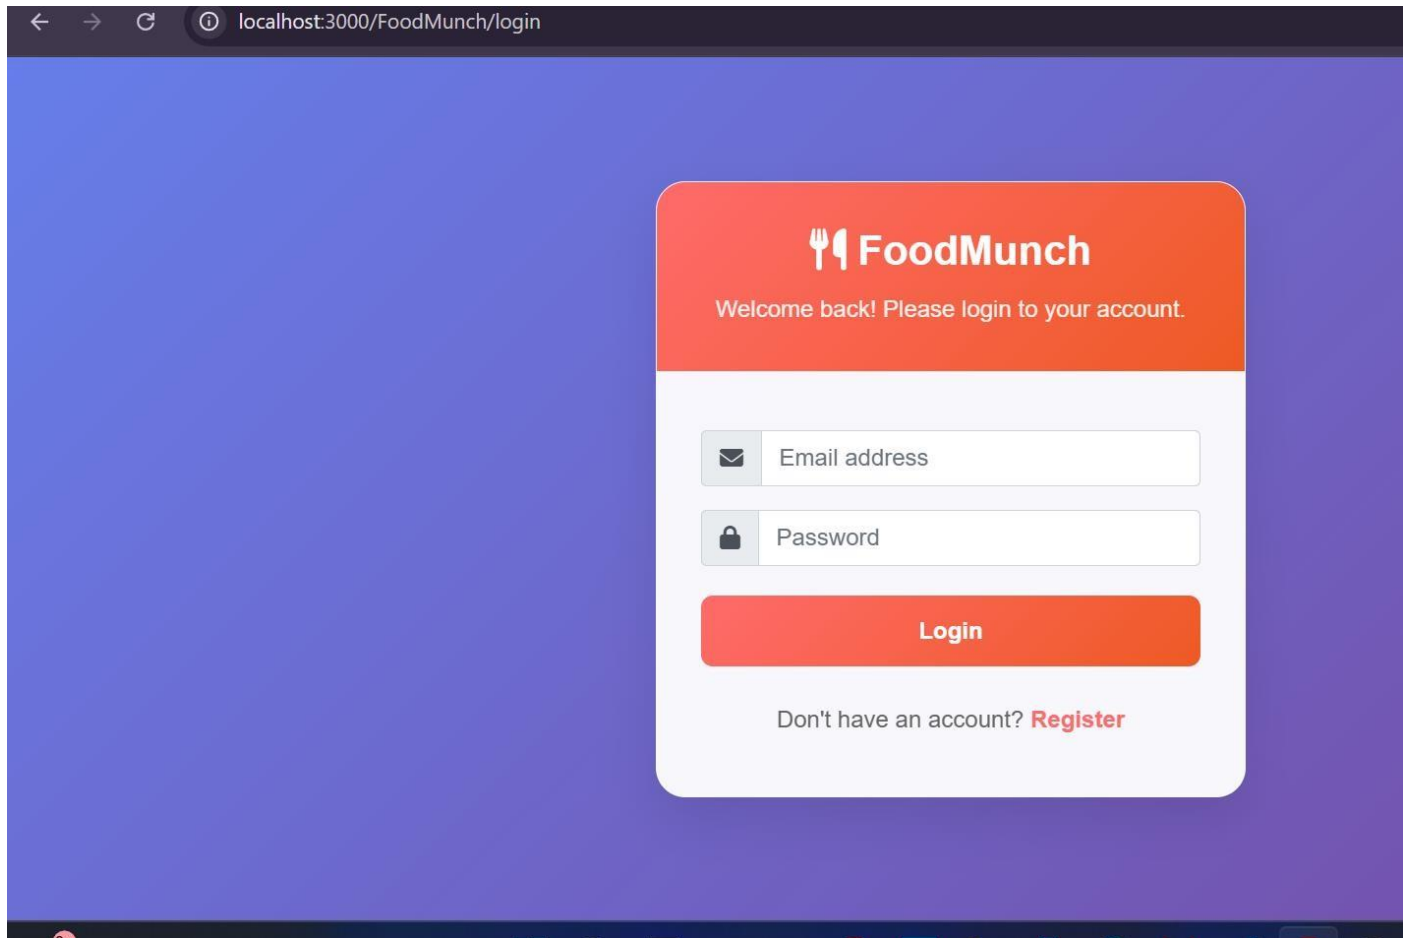 localhost:3000/FoodMunch/login
FoodMunch
Welcome back! Please login to your account.
Email address
Password
Login
Don't have an account? Register